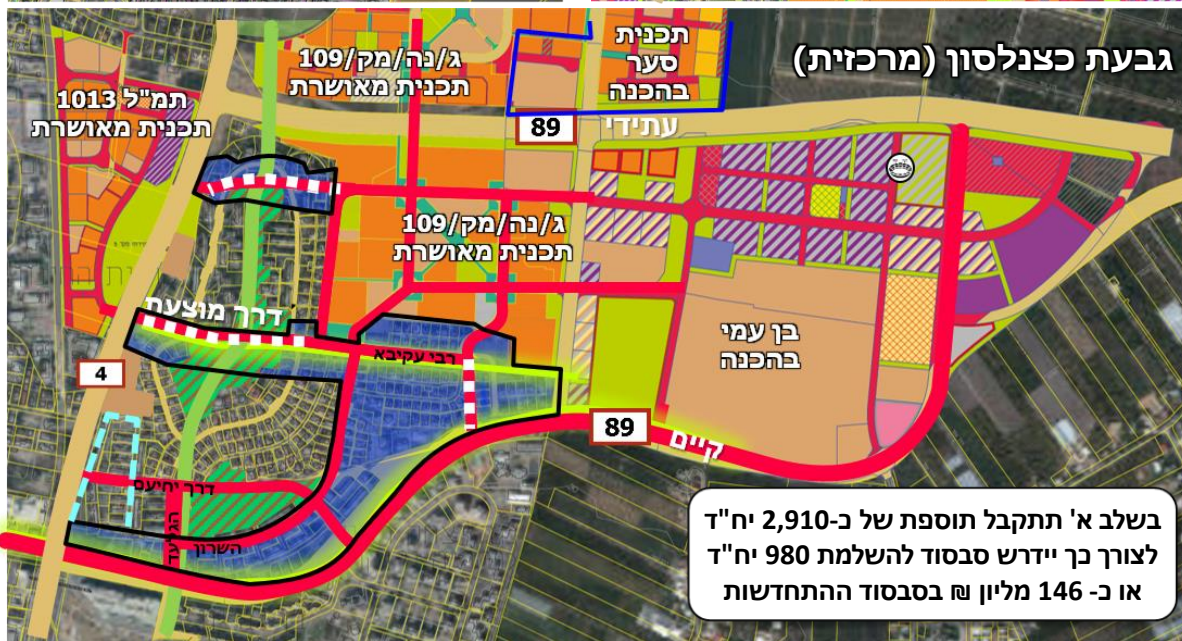 גבעת כצנלסון (מרכזית)
תכנית
סער
בהכנה
ג/נה/מק/109
תכנית מאושרת
תמ"ל 1013
תכנית מאושרת
89
עתידי
ג/נה/מק/109
תכנית מאושרת
דרך מוצעת
רבי עקיבא
בן עמי
בהכנה
4
89
קיים
דרך יחיעם
הגלעד
השרון
בשלב א' תתקבל תוספת של כ-2,910 יח"ד
לצורך כך יידרש סבסוד להשלמת 980 יח"ד
או כ- 146 מליון ₪ בסבסוד ההתחדשות